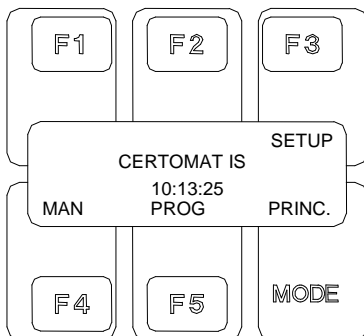 F1 F2 F3
SETUP
CERTOMAT IS
10:13:25
MAN PROG PRINC.
F4 F5 MODE